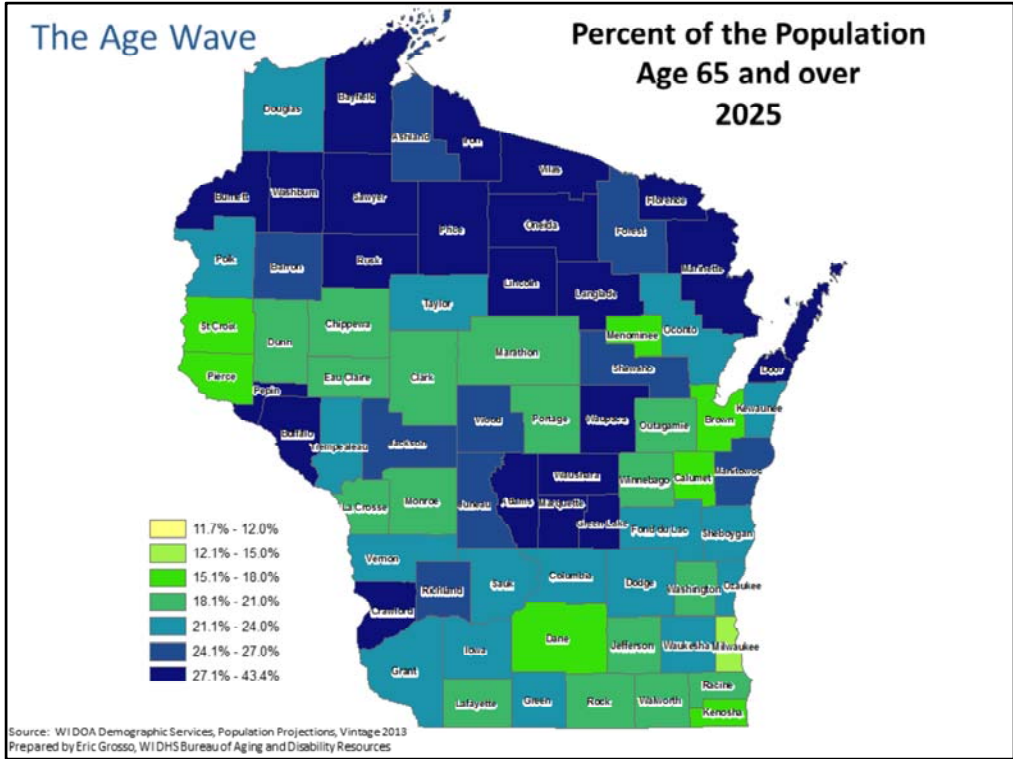 The Age Wave
Percent of the Population
Age 65 and over
2025
Bayfield
Douglas
Ashland
Iron
Vilas
Burnett
Washburn
Sawyer
Florence
Price
Oneida
Forest
Polk
Barron
Rusk
Marinette
Lincoln
Langlade
Taylor
St Croix
Chippewa
Menominee
Oconto
Dunn
Marathon
Shawano
Pierce
Eau Claire
Clark
Door
Pepin
Buffalo
Trempealeau
Jackson
Wood
Portage
Waupaca
Outagamie
Brown
Kewaunee
La Crosse
Monroe
Juneau
Adams
Waushara
Marquette
Green Lake
Winnebago
Calumet
Manitowoc
Fond du Lac
Sheboygan
Vernon
Crawford
Richland
Sauk
Columbia
Dodge
Washington
Ozaukee
Grant
Iowa
Dane
Jefferson
Waukesha
Milwaukee
Lafayette
Green
Rock
Walworth
Racine
Kenosha
11.7% - 12.0%
12.1% - 15.0%
15.1% - 18.0%
18.1% - 21.0%
21.1% - 24.0%
24.1% - 27.0%
27.1% - 43.4%
Source: WI DOA Demographic Services, Population Projections, Vintage 2013
Prepared by Eric Grosso, WI DHS Bureau of Aging and Disability Resources